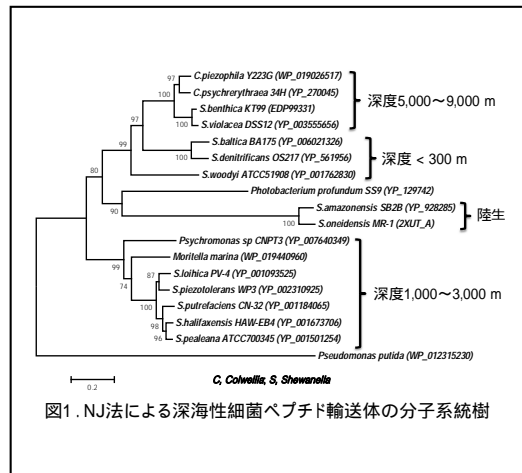 97
C.piezophila Y223G (WP_019026517)
C.psychrerythraea 34H (YP_270045)
100
S.benthica KT99 (EDP99331)
100
S.violacea DSS12 (YP_003555656)
深度5,000～9,000 m
97
S.baltica BA175 (YP_006021326)
100
S.denitrificans OS217 (YP_561956)
深度 < 300 m
99
S.woodyi ATCC51908 (YP_001762830)
80
Photobacterium profundum SS9 (YP_129742)
90
S.amazonensis SB2B (YP_928285)
100
S.oneidensis MR-1 (2XUT_A)
陸生
Psychromonas sp CNPT3 (YP_007640349)
99
Moritella marina (WP_019440960)
74
87
S.loihica PV-4 (YP_001093525)
S.piezotolerans WP3 (YP_002310925)
100
S.putrefaciens CN-32 (YP_001184065)
98
S.halifaxensis HAW-EB4 (YP_001673706)
96
S.pealeana ATCC700345 (YP_001501254)
深度1,000～3,000 m
Pseudomonas putida (WP_012315230)
0.2
C, Colwellia; S, Shewanella
図1．NJ法による深海性細菌ペプチド輸送体の分子系統樹